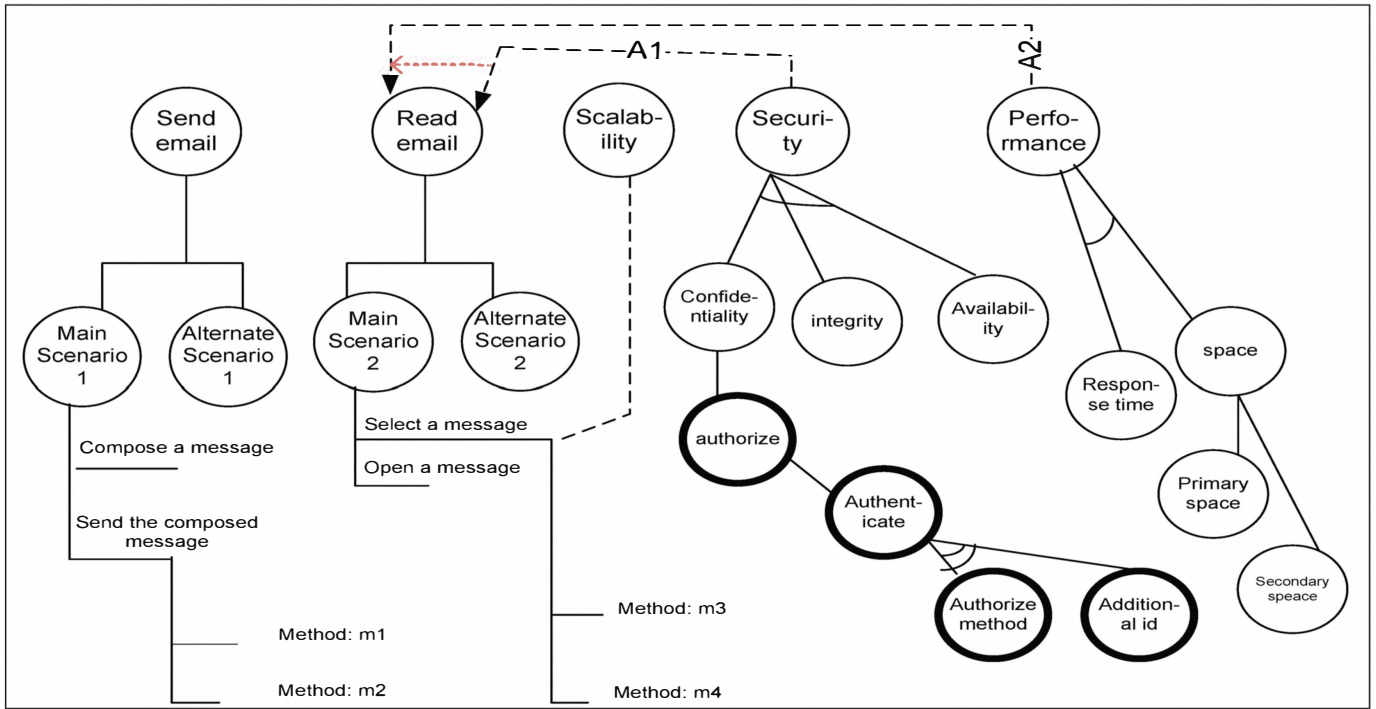 A1
A2
Send
email
Read
email
Scalab-
ility
Securi-
ty
Perfo-
rmance
Main
Scenario
1
Alternate
Scenario
1
Main
Scenario
2
Alternate
Scenario
2
Confide-
ntiality
integrity
Availabil-
ity
Respon-
se time
space
Compose a message
Send the composed
message
Select a message
Open a message
authorize
Authent-
icate
Primary
space
Secondary
speace
Authorize
method
Addition-
al id
Method: m1
Method: m2
Method: m3
Method: m4